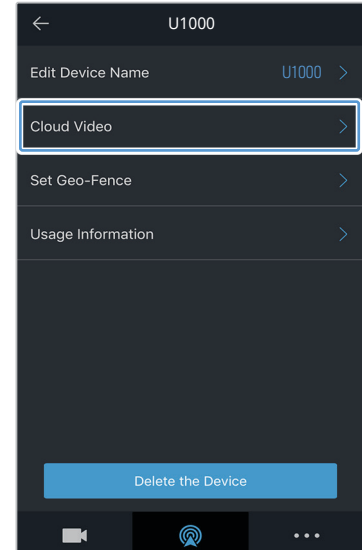 U1000
Edit Device Name U1000
Cloud Video
Set Geo-Fence
Usage Information
Delete the Device